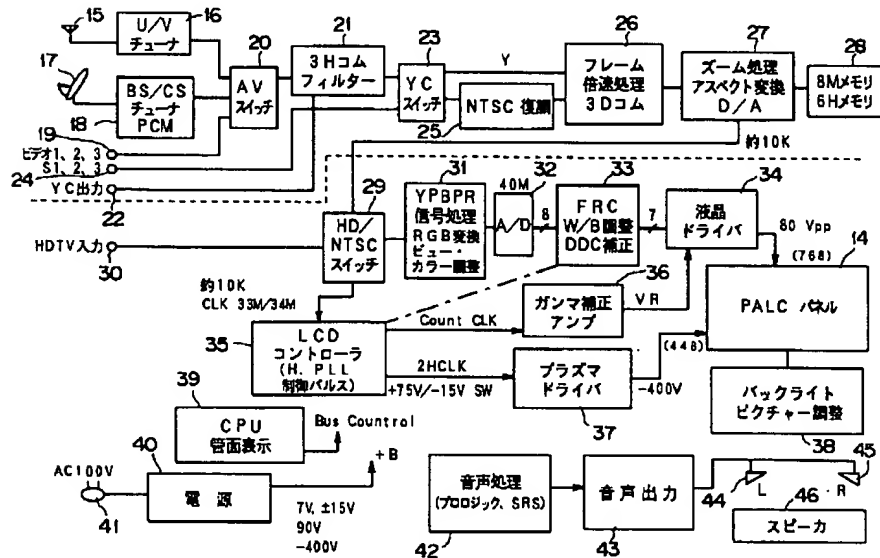 15
U/V
チューナ
16
17
BS/CS
チューナ
PCM
18
19
ビデオ1、2、3
S1、2、3
24
YC出力
22
20
AV
スイッチ
21
3Hコム
フィルター
23
YC
スイッチ
Y
25
NTSC 復調
26
フレーム
倍速処理
3Dコム
27
ズーム処理
アスペクト変換
D/A
28
8Mメモリ
6Hメモリ
約10K
HDTV入力
30
29
HD/
NTSC
スイッチ
31
YPBPR
信号処理
RGB変換
ビュー・
カラー調整
40M
32
A/D
8
33
FRC
W/B調整
DDC補正
7
34
液晶
ドライバ
80 Vpp
(768)
14
PALC パネル
約10K
CLK 33M/34M
35
LCD
コントローラ
(H、PLL
制御パルス)
Count CLK
36
ガンマ補正
アンプ
VR
2HCLK
+75V/-15V SW
プラズマ
ドライバ
37
(448)
-400V
バックライト
ピクチャー調整
38
39
CPU
管面表示
Bus Countrol
AC100V
41
40
電源
+B
7V、±15V
90V
-400V
音声処理
(プロロジック、SRS)
42
音声出力
43
44
L
R
45
46
スピーカ